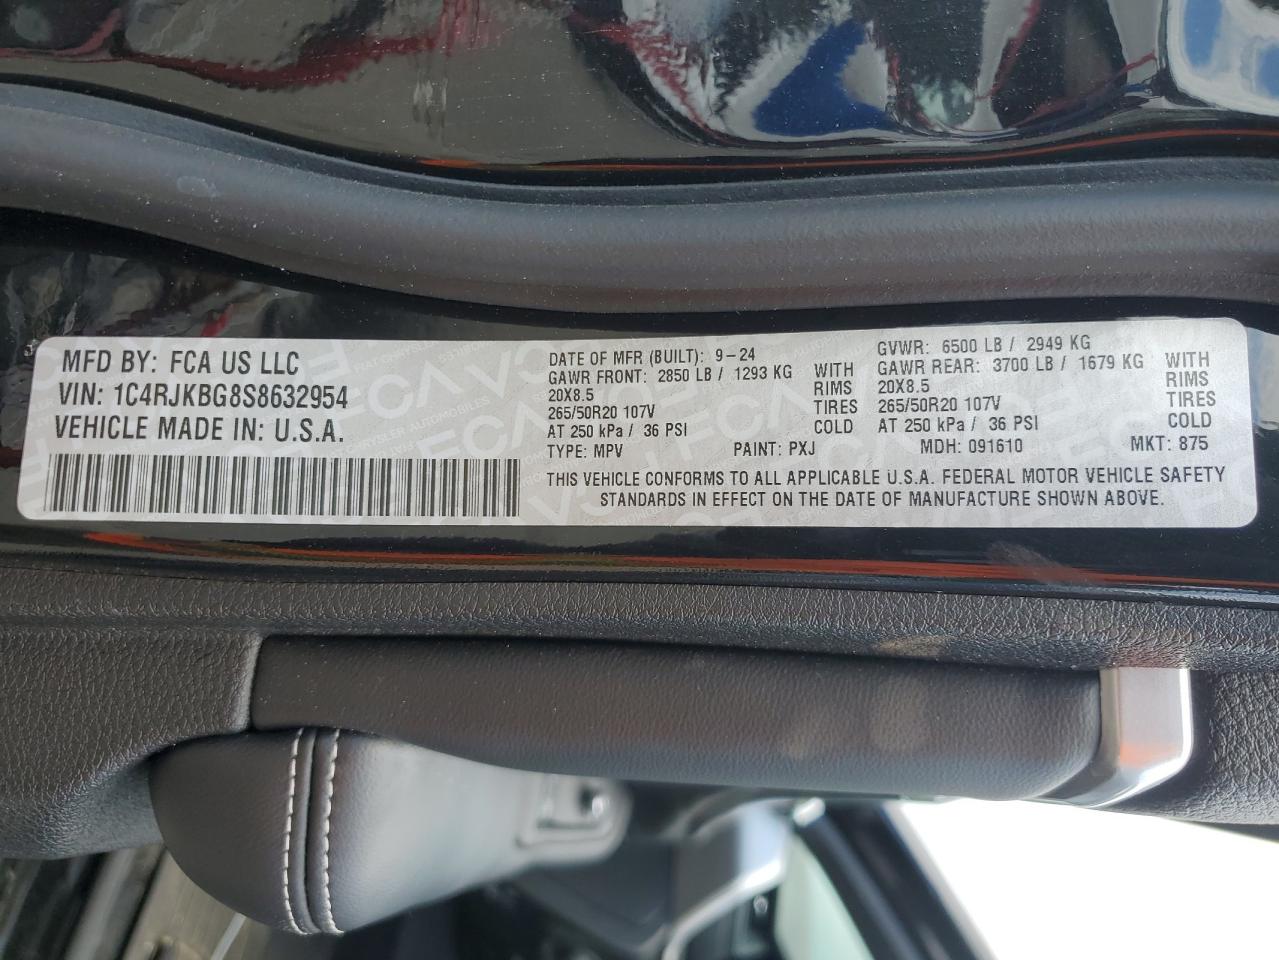 MFD BY: FCA US LLC
VIN: 1C4RJKBG8S8632954
VEHICLE MADE IN: U.S.A.
DATE OF MFR (BUILT): 9-24
GAWR FRONT: 2850 LB / 1293 KG WITH
20X8.5 RIMS
265/50R20 107V TIRES
AT 250 kPa / 36 PSI COLD
GVWR: 6500 LB / 2949 KG
GAWR REAR: 3700 LB / 1679 KG WITH
20X8.5 RIMS
265/50R20 107V TIRES
AT 250 kPa / 36 PSI COLD
TYPE: MPV PAINT: PXJ MDH: 091610 MKT: 875
THIS VEHICLE CONFORMS TO ALL APPLICABLE U.S.A. FEDERAL MOTOR VEHICLE SAFETY
STANDARDS IN EFFECT ON THE DATE OF MANUFACTURE SHOWN ABOVE.